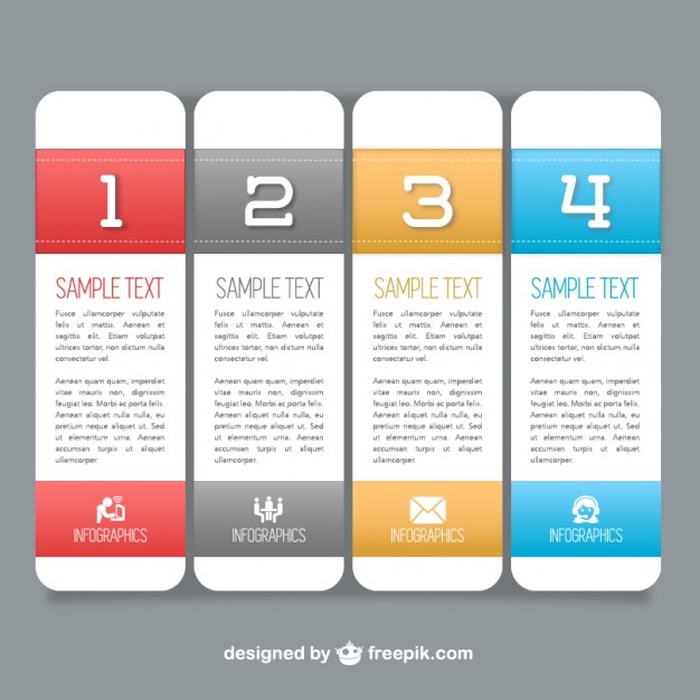 1
SAMPLE TEXT
Fusce ullamcorper vulputate
felis ut mattis. Aenean et
sagittis elit. Etiam volutpat
ultrices tortor, non dictum nulla
consectetur vel.
Aenean quam quam, imperdiet
vitae mauris non, dignissim
feugiat leo. Morbi ac porta felis.
Aenean aliquet nulla nulla, eu
pretium neque aliquam et. Sed
ut elementum urna. Aenean
accumsan turpis ut aliquet
ullamcorper.
INFOGRAPHICS
2
SAMPLE TEXT
Fusce ullamcorper vulputate
felis ut mattis. Aenean et
sagittis elit. Etiam volutpat
ultrices tortor, non dictum nulla
consectetur vel.
Aenean quam quam, imperdiet
vitae mauris non, dignissim
feugiat leo. Morbi ac porta felis.
Aenean aliquet nulla nulla, eu
pretium neque aliquam et. Sed
ut elementum urna. Aenean
accumsan turpis ut aliquet
ullamcorper.
INFOGRAPHICS
3
SAMPLE TEXT
Fusce ullamcorper vulputate
felis ut mattis. Aenean et
sagittis elit. Etiam volutpat
ultrices tortor, non dictum nulla
consectetur vel.
Aenean quam quam, imperdiet
vitae mauris non, dignissim
feugiat leo. Morbi ac porta felis.
Aenean aliquet nulla nulla, eu
pretium neque aliquam et. Sed
ut elementum urna. Aenean
accumsan turpis ut aliquet
ullamcorper.
INFOGRAPHICS
4
SAMPLE TEXT
Fusce ullamcorper vulputate
felis ut mattis. Aenean et
sagittis elit. Etiam volutpat
ultrices tortor, non dictum nulla
consectetur vel.
Aenean quam quam, imperdiet
vitae mauris non, dignissim
feugiat leo. Morbi ac porta felis.
Aenean aliquet nulla nulla, eu
pretium neque aliquam et. Sed
ut elementum urna. Aenean
accumsan turpis ut aliquet
ullamcorper.
INFOGRAPHICS
designed by freepik.com